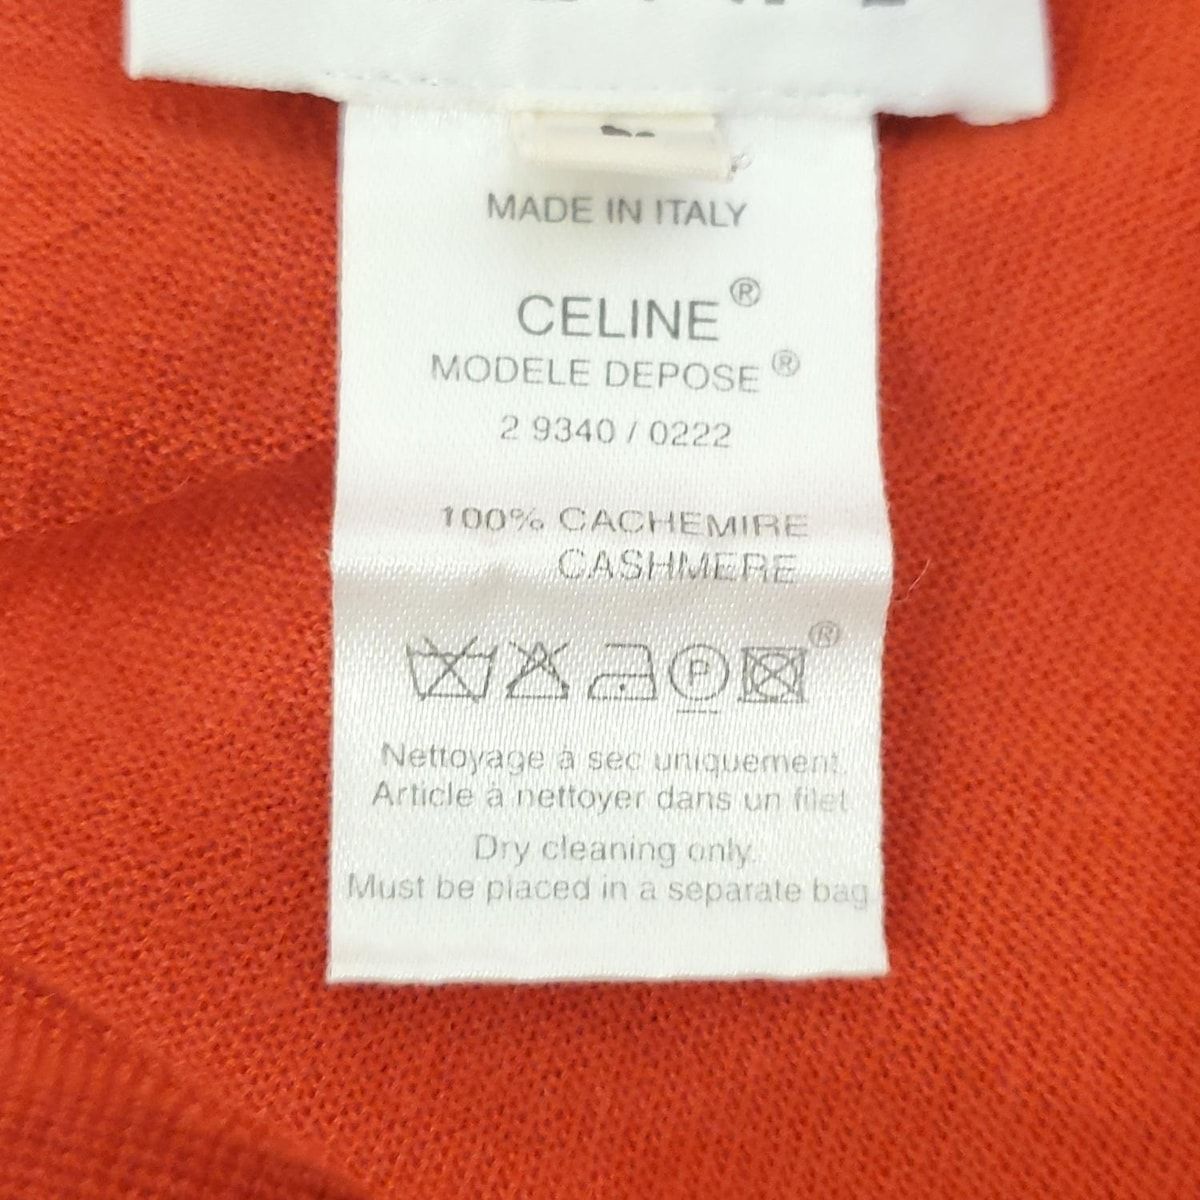 MADE IN ITALY
CELINE®
MODELE DEPOSE®
2 9340 / 0222
100% CACHEMIRE
CASHMERE
P
®
Nettoyage à sec uniquement.
Article à nettoyer dans un filet
Dry cleaning only.
Must be placed in a separate bag